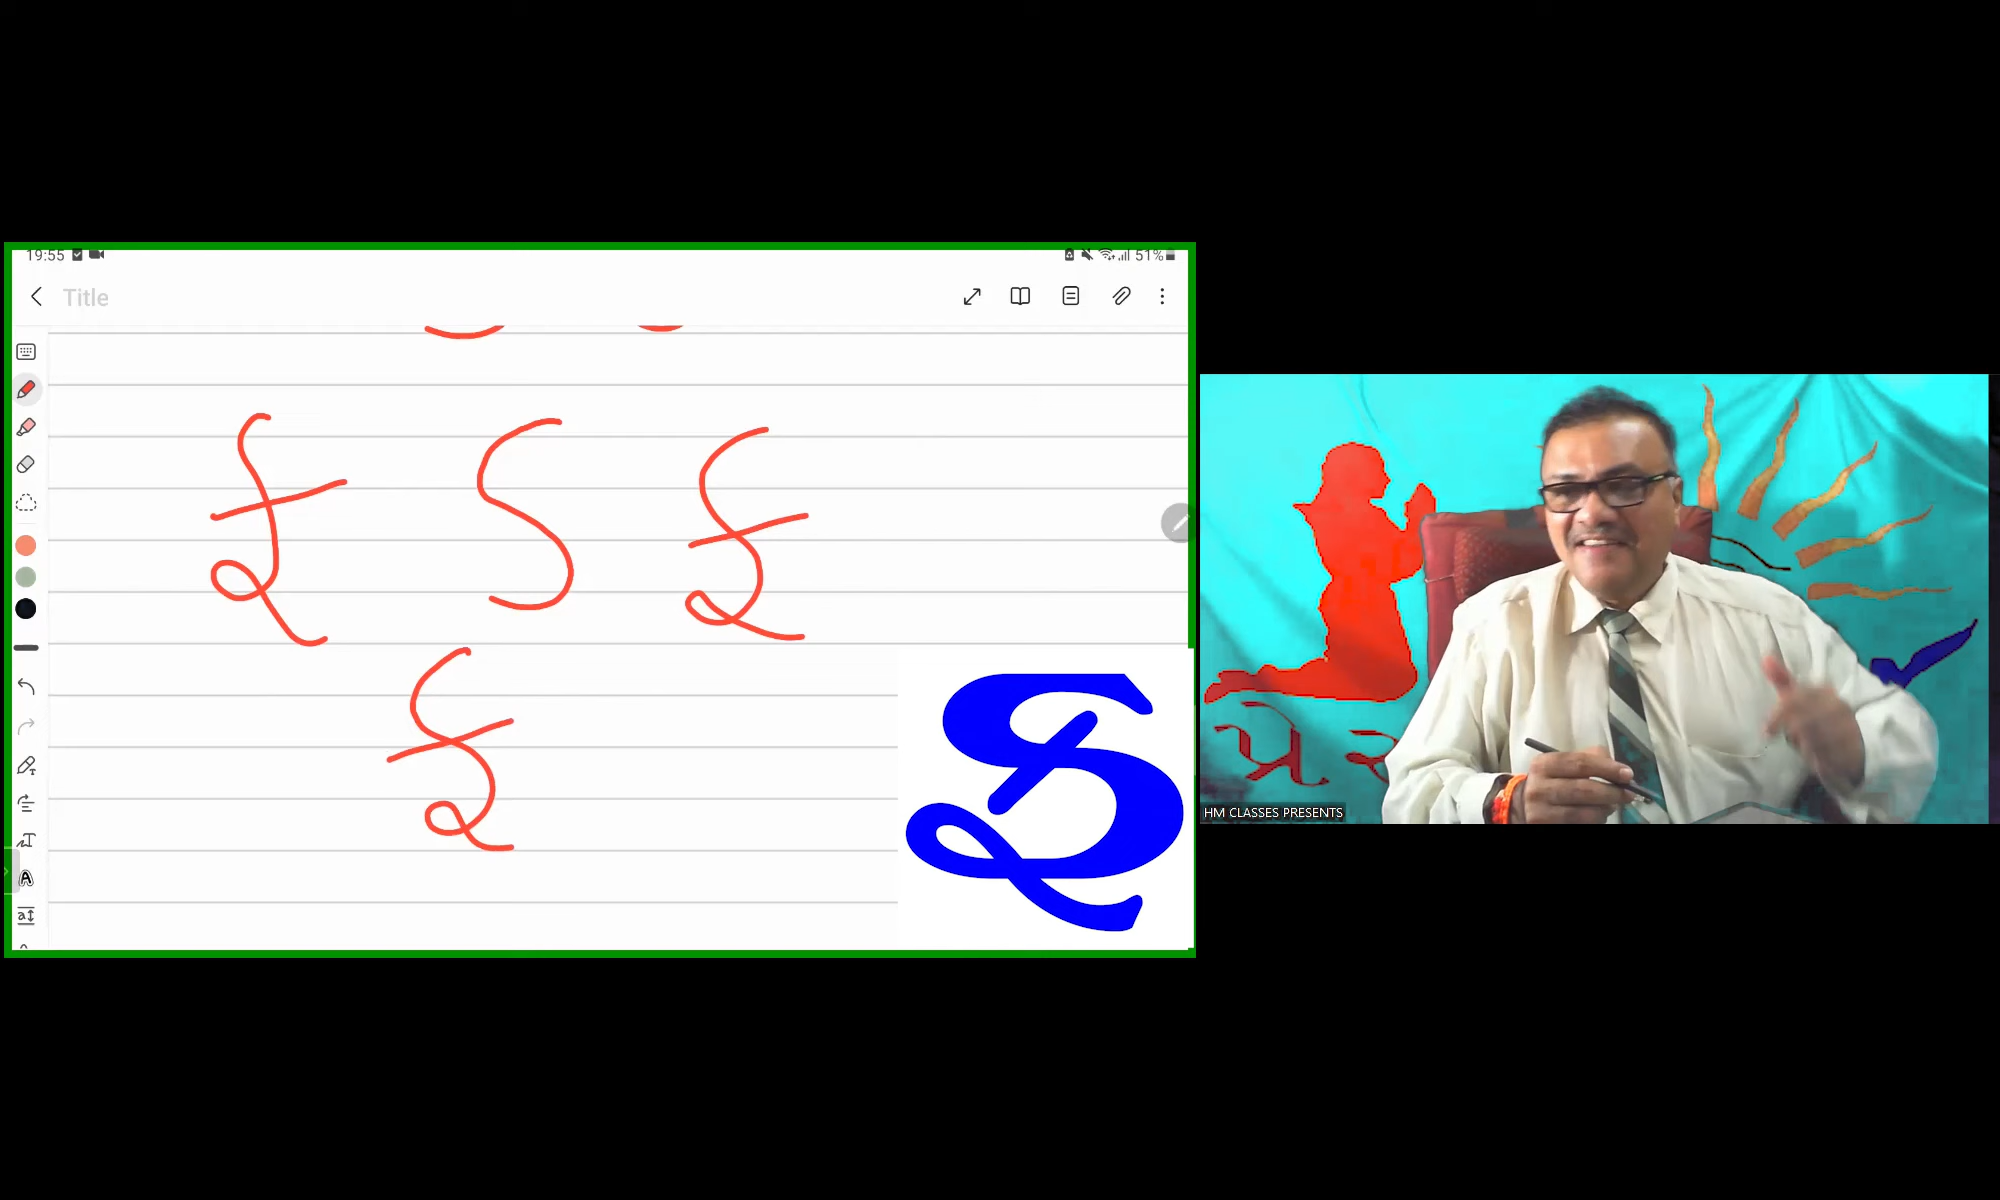 19:55
51%
Title
દ S દ
દ
દ
પ્રેર
HM CLASSES PRESENTS